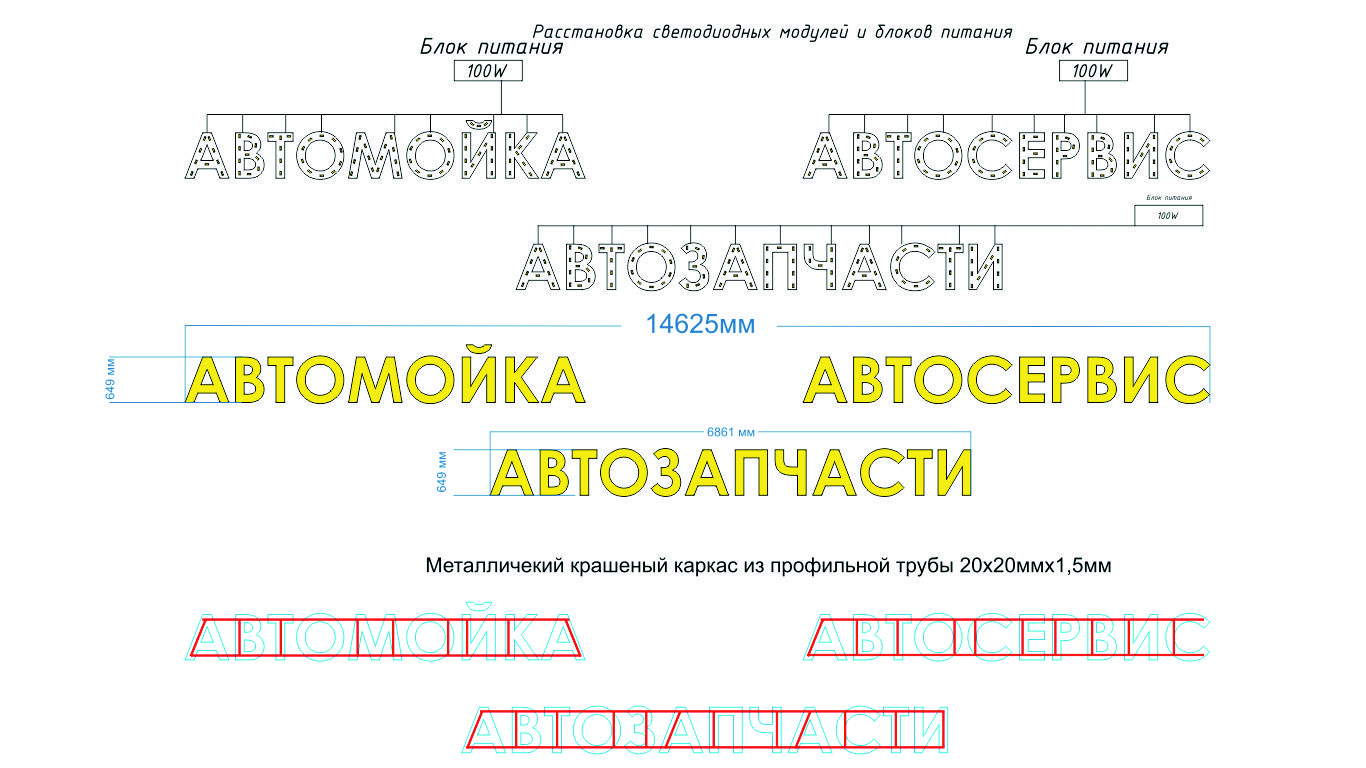 Расстановка светодиодных модулей и блоков питания
Блок питания
100W
Блок питания
100W
АВТОМОЙКА
АВТОСЕРВИС
Блок питания
100W
АВТОЗАПЧАСТИ
14625мм
649 мм
АВТОМОЙКА
АВТОСЕРВИС
6861 мм
649 мм
АВТОЗАПЧАСТИ
Металличекий крашеный каркас из профильной трубы 20х20ммх1,5мм
АВТОМОЙКА
АВТОСЕРВИС
АВТОЗАПЧАСТИ